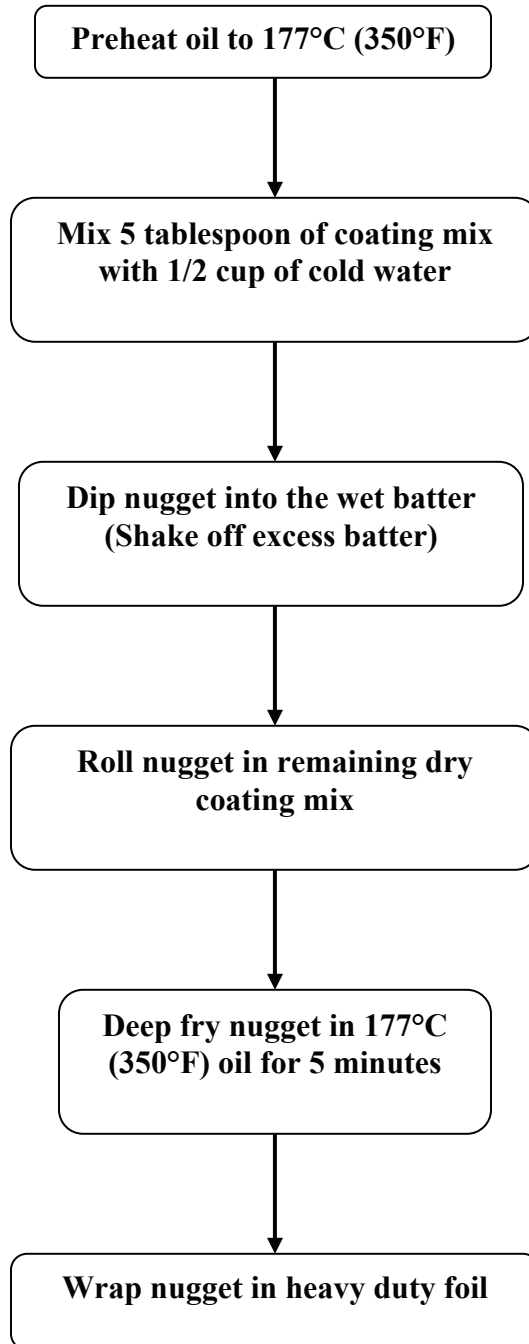 Preheat oil to 177°C (350°F)
Mix 5 tablespoon of coating mix
with 1/2 cup of cold water
Dip nugget into the wet batter
(Shake off excess batter)
Roll nugget in remaining dry
coating mix
Deep fry nugget in 177°C
(350°F) oil for 5 minutes
Wrap nugget in heavy duty foil